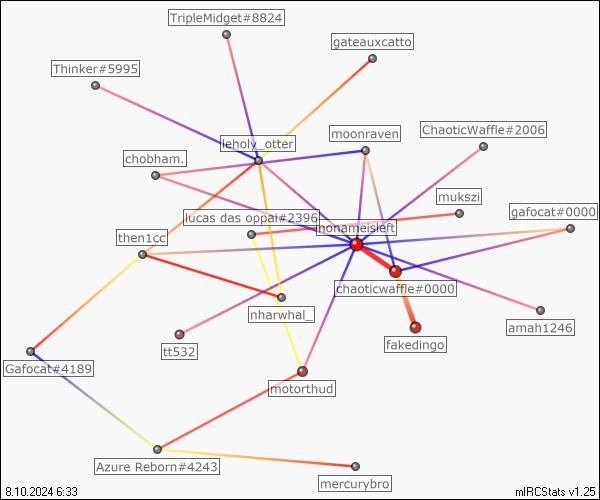 TripleMidget#8824
gateauxcatto
Thinker#5995
ChaoticWaffle#2006
moonraven
leholy_otter
chobham.
mukszi
gafocat#0000
lucas das oppai#2396
nonameisleft
then1cc
chaoticwaffle#0000
nharwhal_
amah1246
fakedingo
tt532
Gafocat#4189
motorthud
Azure Reborn#4243
mercurybro
8.10.2024 6:33
mIRCStats v1.25